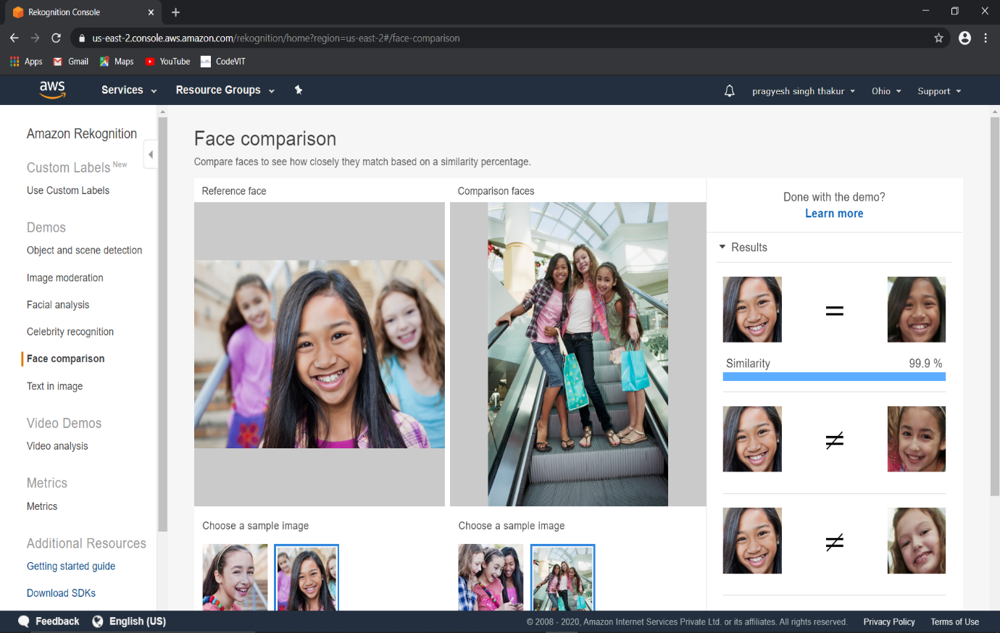 Rekognition Console
us-east-2.console.aws.amazon.com/rekognition/home?region=us-east-2#/face-comparison
Apps Gmail Maps YouTube CodeVIT
aws Services Resource Groups pragyesh singh thakur Ohio Support
Amazon Rekognition
Custom Labels New
Use Custom Labels
Demos
Object and scene detection
Image moderation
Facial analysis
Celebrity recognition
Face comparison
Text in image
Video Demos
Video analysis
Metrics
Metrics
Additional Resources
Getting started guide
Download SDKs
Face comparison
Compare faces to see how closely they match based on a similarity percentage.
Reference face
Comparison faces
Choose a sample image
Choose a sample image
Done with the demo?
Learn more
Results
=
Similarity 99.9 %
≠
≠
Feedback English (US) © 2008 - 2020, Amazon Internet Services Private Ltd. or its affiliates. All rights reserved. Privacy Policy Terms of Use